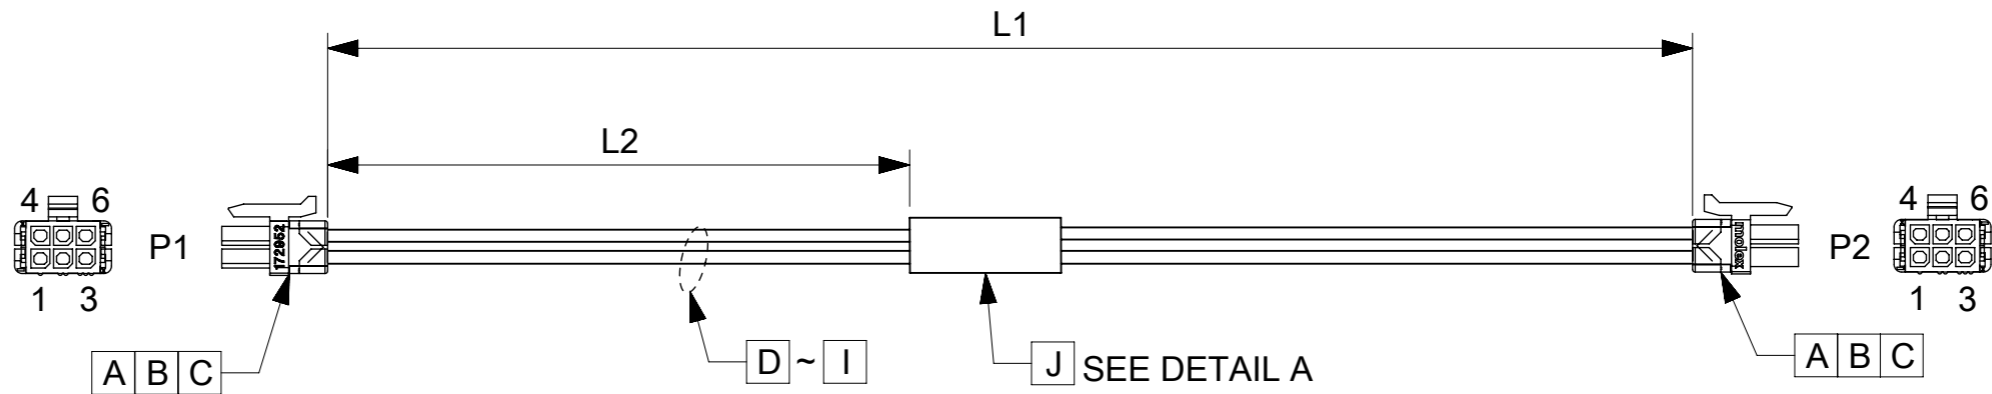 L1
L2
4 6
P1
172952
1 3
A B C
D ~ I
J SEE DETAIL A
molex
P2
4 6
1 3
A B C